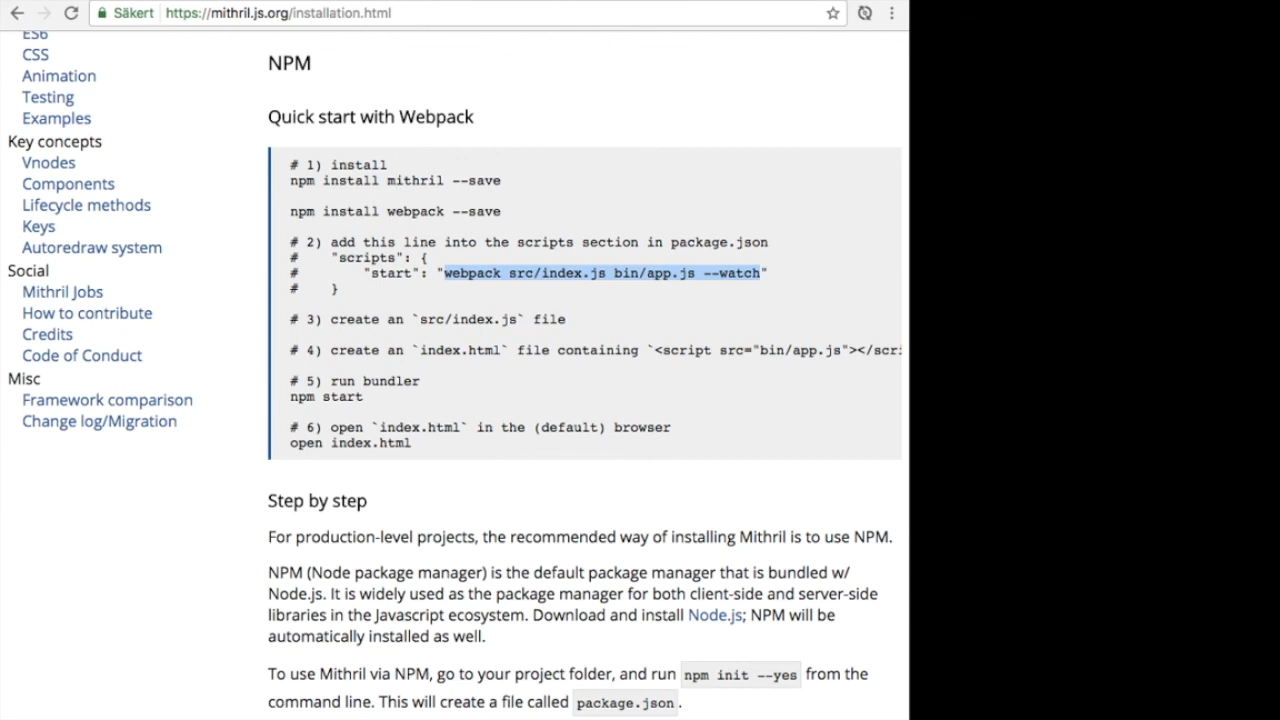 Säkert https://mithril.js.org/installation.html
ES6
CSS
Animation
Testing
Examples
Key concepts
Vnodes
Components
Lifecycle methods
Keys
Autoredraw system
Social
Mithril Jobs
How to contribute
Credits
Code of Conduct
Misc
Framework comparison
Change log/Migration
NPM
Quick start with Webpack
# 1) install
npm install mithril --save
npm install webpack --save
# 2) add this line into the scripts section in package.json
#    "scripts": {
#        "start": "webpack src/index.js bin/app.js --watch"
#    }
# 3) create an `src/index.js` file
# 4) create an `index.html` file containing `<script src="bin/app.js"></scri
# 5) run bundler
npm start
# 6) open `index.html` in the (default) browser
open index.html
Step by step
For production-level projects, the recommended way of installing Mithril is to use NPM.
NPM (Node package manager) is the default package manager that is bundled w/
Node.js. It is widely used as the package manager for both client-side and server-side
libraries in the Javascript ecosystem. Download and install Node.js; NPM will be
automatically installed as well.
To use Mithril via NPM, go to your project folder, and run npm init --yes from the
command line. This will create a file called package.json.